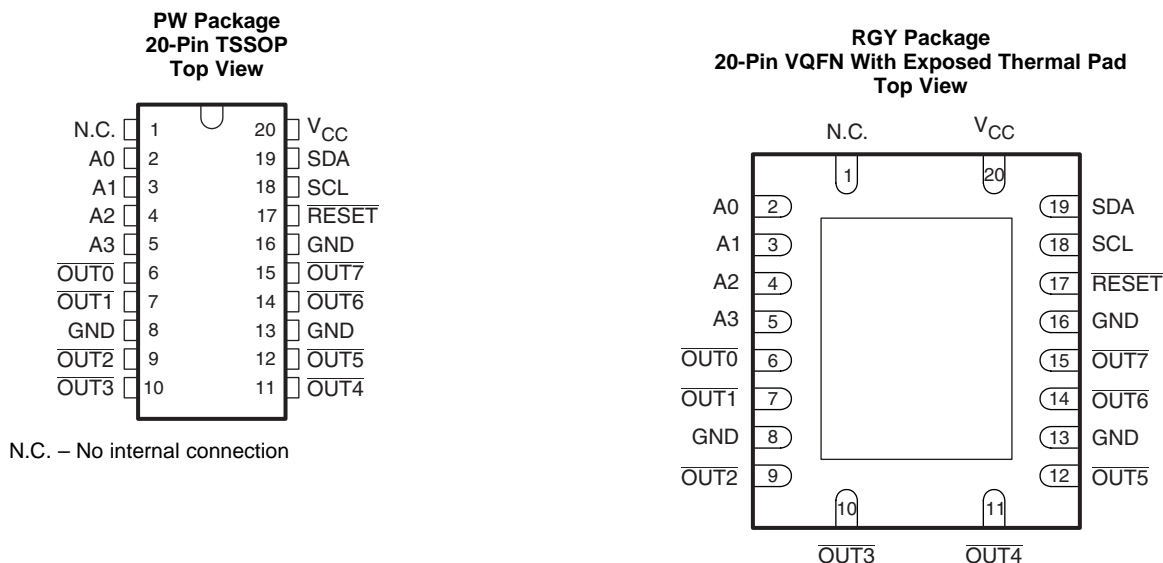 PW Package
20-Pin TSSOP
Top View
N.C. 1 20 VCC
A0 2 19 SDA
A1 3 18 SCL
A2 4 17 RESET
A3 5 16 GND
OUT0 6 15 OUT7
OUT1 7 14 OUT6
GND 8 13 GND
OUT2 9 12 OUT5
OUT3 10 11 OUT4
N.C. – No internal connection
RGY Package
20-Pin VQFN With Exposed Thermal Pad
Top View
N.C. VCC
1 20
A0 2 19 SDA
A1 3 18 SCL
A2 4 17 RESET
A3 5 16 GND
OUT0 6 15 OUT7
OUT1 7 14 OUT6
GND 8 13 GND
OUT2 9 12 OUT5
10 11
OUT3 OUT4